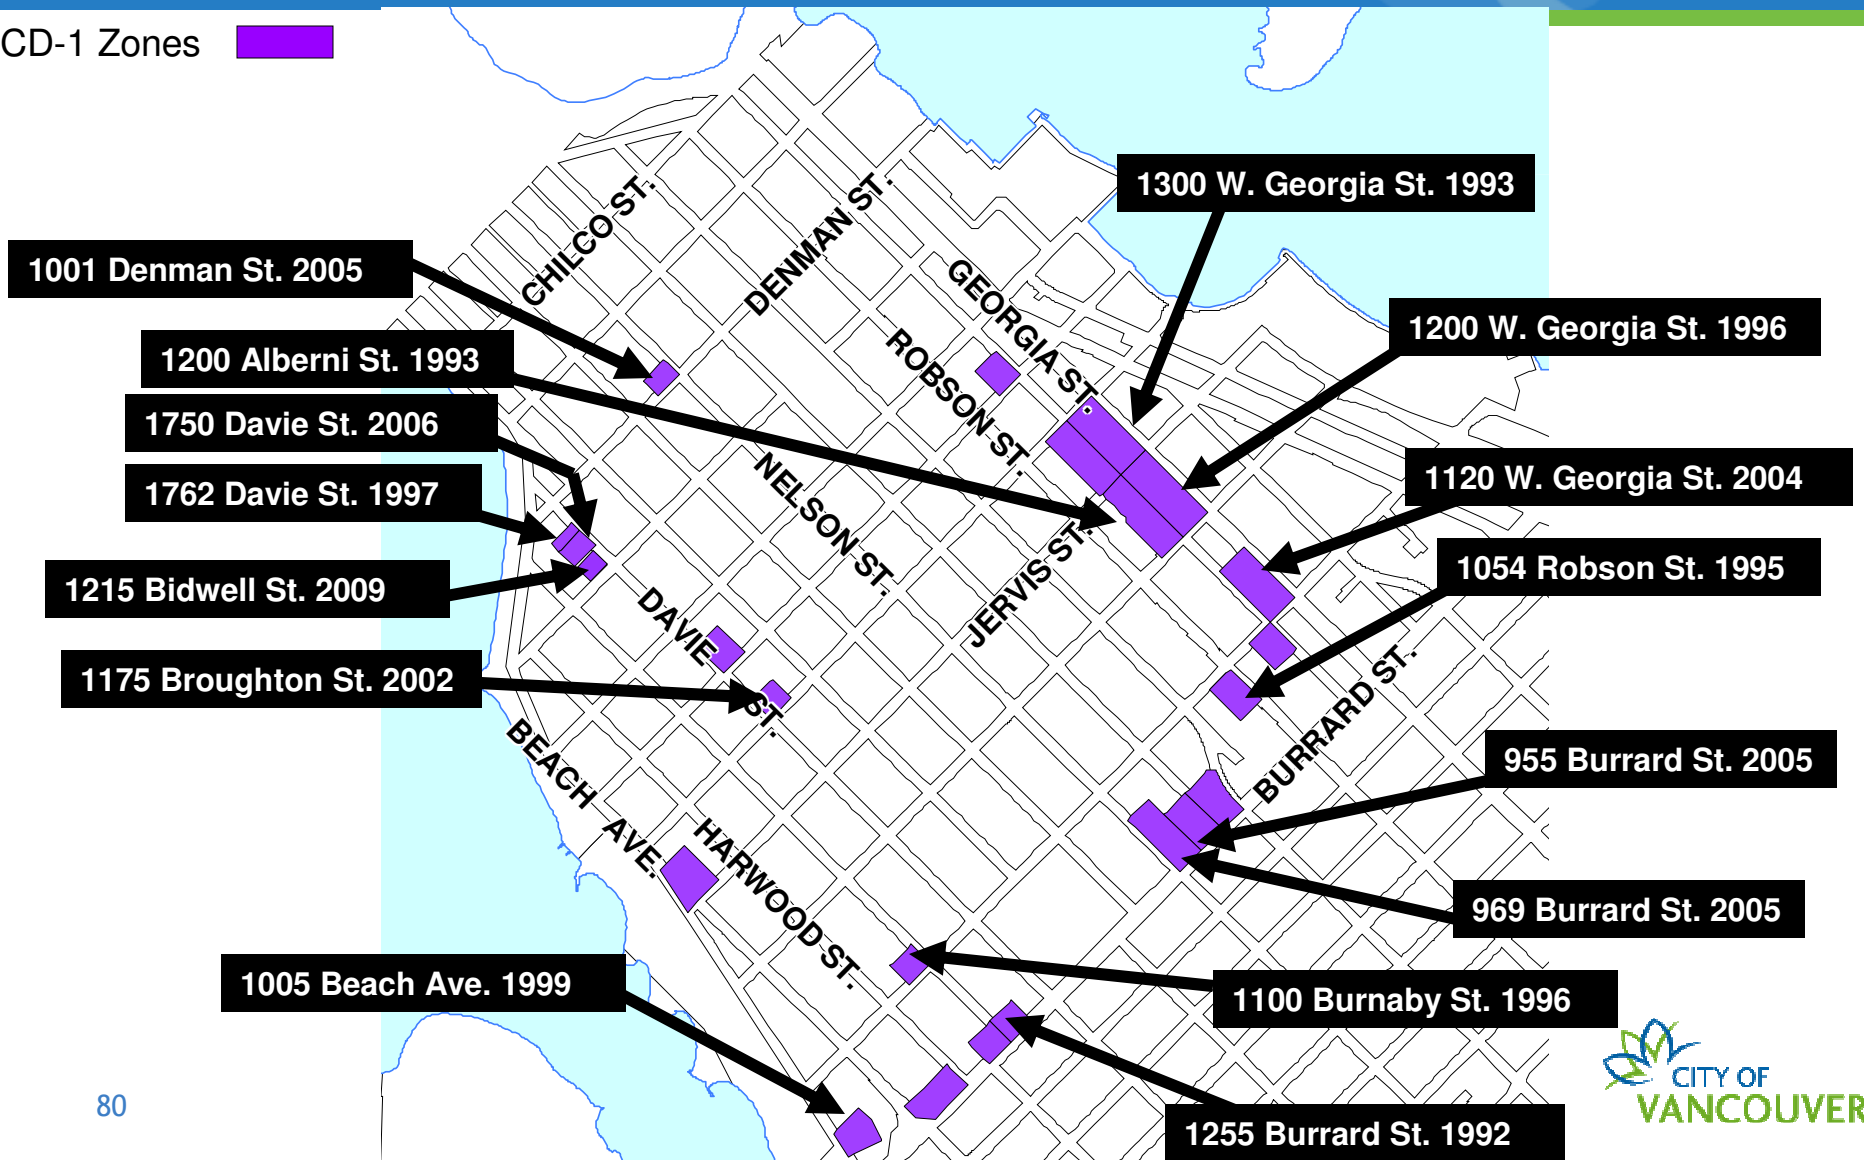 CD-1 Zones
1300 W. Georgia St. 1993
CHILCO ST.
DENMAN ST.
1001 Denman St. 2005
GEORGIA ST.
1200 W. Georgia St. 1996
1200 Alberni St. 1993
ROBSON ST.
1750 Davie St. 2006
1762 Davie St. 1997
NELSON ST.
1120 W. Georgia St. 2004
1215 Bidwell St. 2009
JERVIS ST.
1054 Robson St. 1995
DAVIE ST.
1175 Broughton St. 2002
BURRARD ST.
BEACH AVE.
955 Burrard St. 2005
HARWOOD ST.
969 Burrard St. 2005
1005 Beach Ave. 1999
1100 Burnaby St. 1996
1255 Burrard St. 1992
80
CITY OF
VANCOUVER